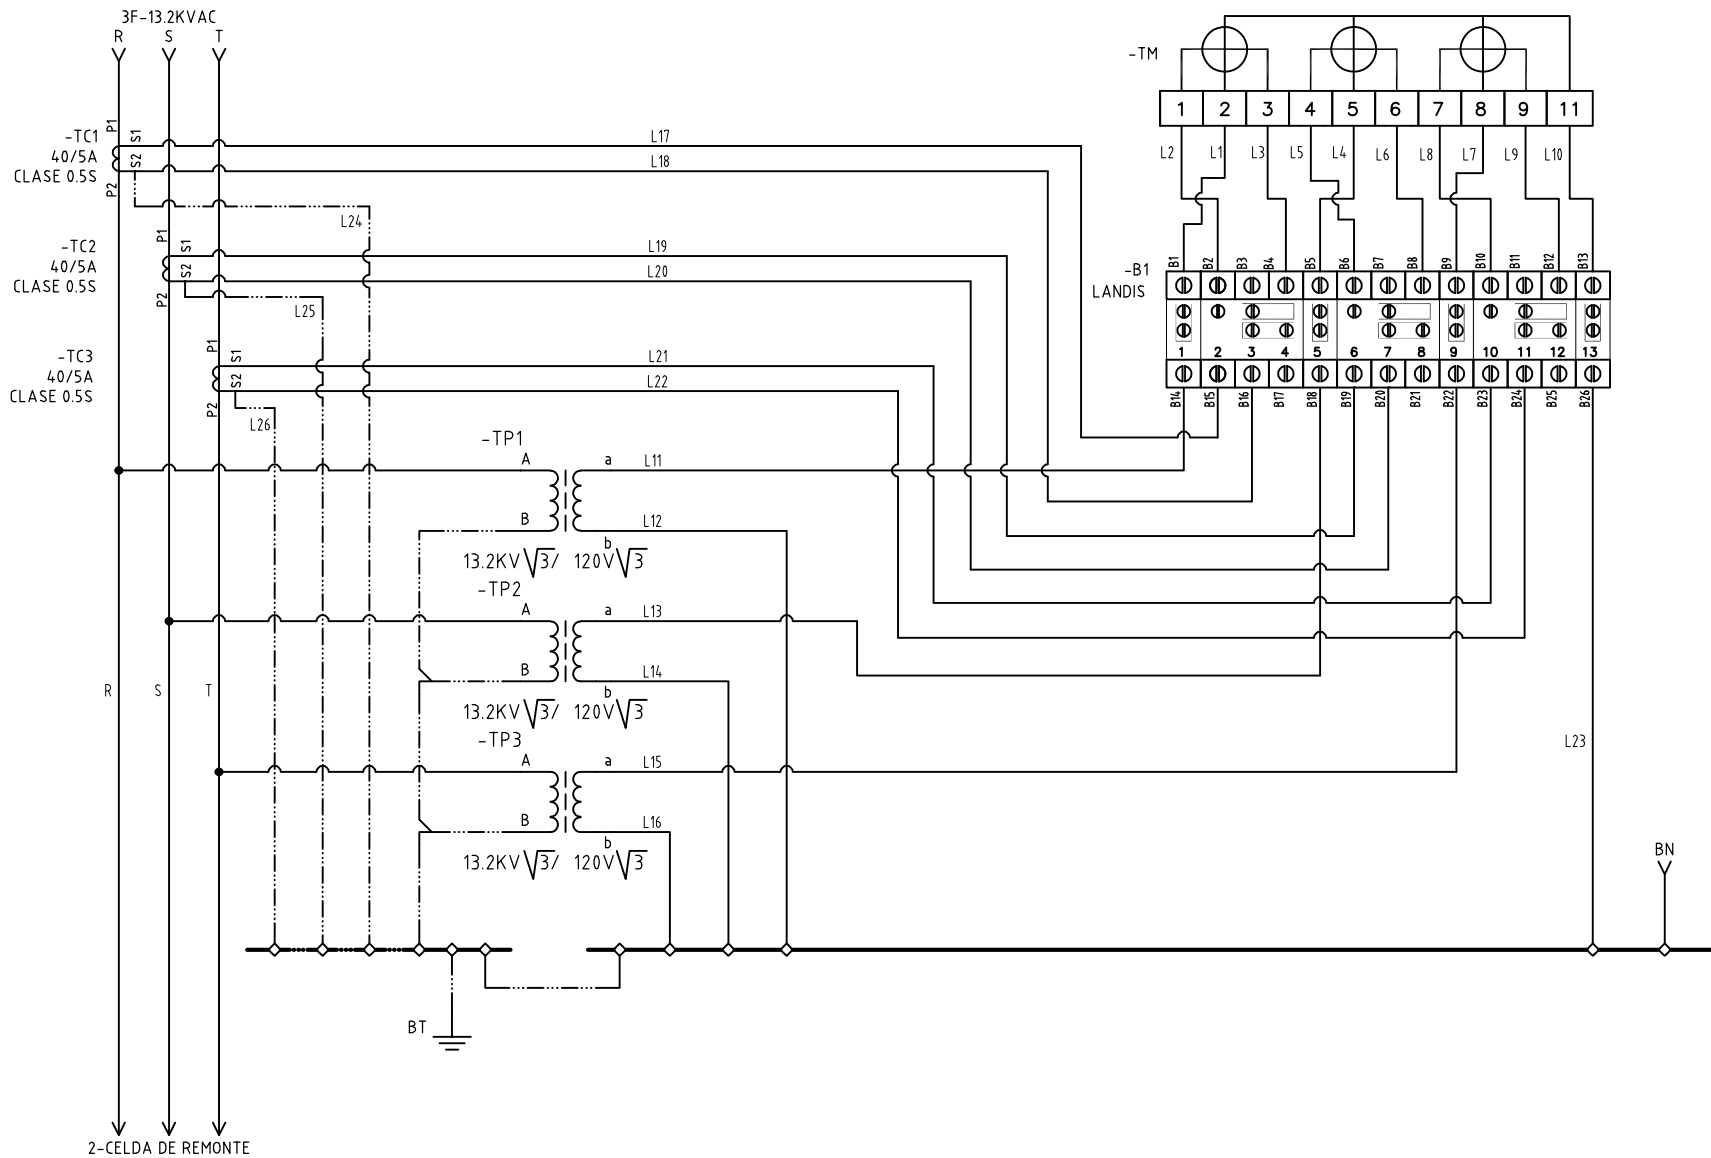 3F-13.2KVAC
R S T
-TM
1 2 3 4 5 6 7 8 9 11
L2 L1 L3 L5 L4 L6 L8 L7 L9 L10
-TC1
40/5A
CLASE 0.5S
P1 S1
S2
P2
L17
L18
L24
-TC2
40/5A
CLASE 0.5S
P1 S1
S2
P2
L19
L20
L25
-B1
LANDIS
B1 B2 B3 B4 B5 B6 B7 B8 B9 B10 B11 B12 B13
1 2 3 4 5 6 7 8 9 10 11 12 13
B14 B15 B16 B17 B18 B19 B20 B21 B22 B23 B24 B25 B26
-TC3
40/5A
CLASE 0.5S
P1 S1
S2
P2
L21
L22
L26
-TP1
A a L11
B L12
b
13.2KV√3/ 120V√3
-TP2
A a L13
B L14
b
13.2KV√3/ 120V√3
R S T
-TP3
A a L15
B L16
b
13.2KV√3/ 120V√3
L23
BN
BT
2-CELDA DE REMONTE